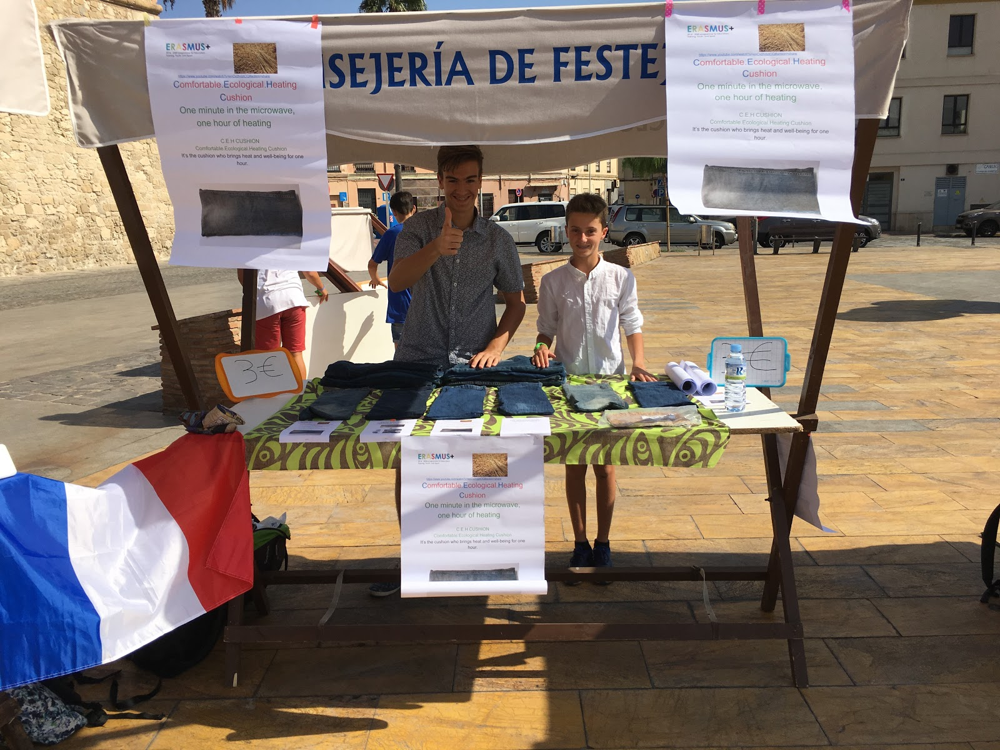 NSEJERÍA DE FESTEJ
ERASMUS+
Comfortable.Ecological.Heating
Cushion
One minute in the microwave,
one hour of heating
C.E.H CUSHION
Comfortable.Ecological.Heating Cushion
It's the cushion who brings heat and well-being for one
hour.
ERASMUS+
Comfortable.Ecological.Heating
Cushion
One minute in the microwave,
one hour of heating
C.E.H CUSHION
Comfortable.Ecological.Heating Cushion
It's the cushion who brings heat and well-being for one
hour.
3€
3€
ERASMUS+
Comfortable.Ecological.Heating
Cushion
One minute in the microwave,
one hour of heating
C.E.H CUSHION
Comfortable.Ecological.Heating Cushion
It's the cushion who brings heat and well-being for one
hour.